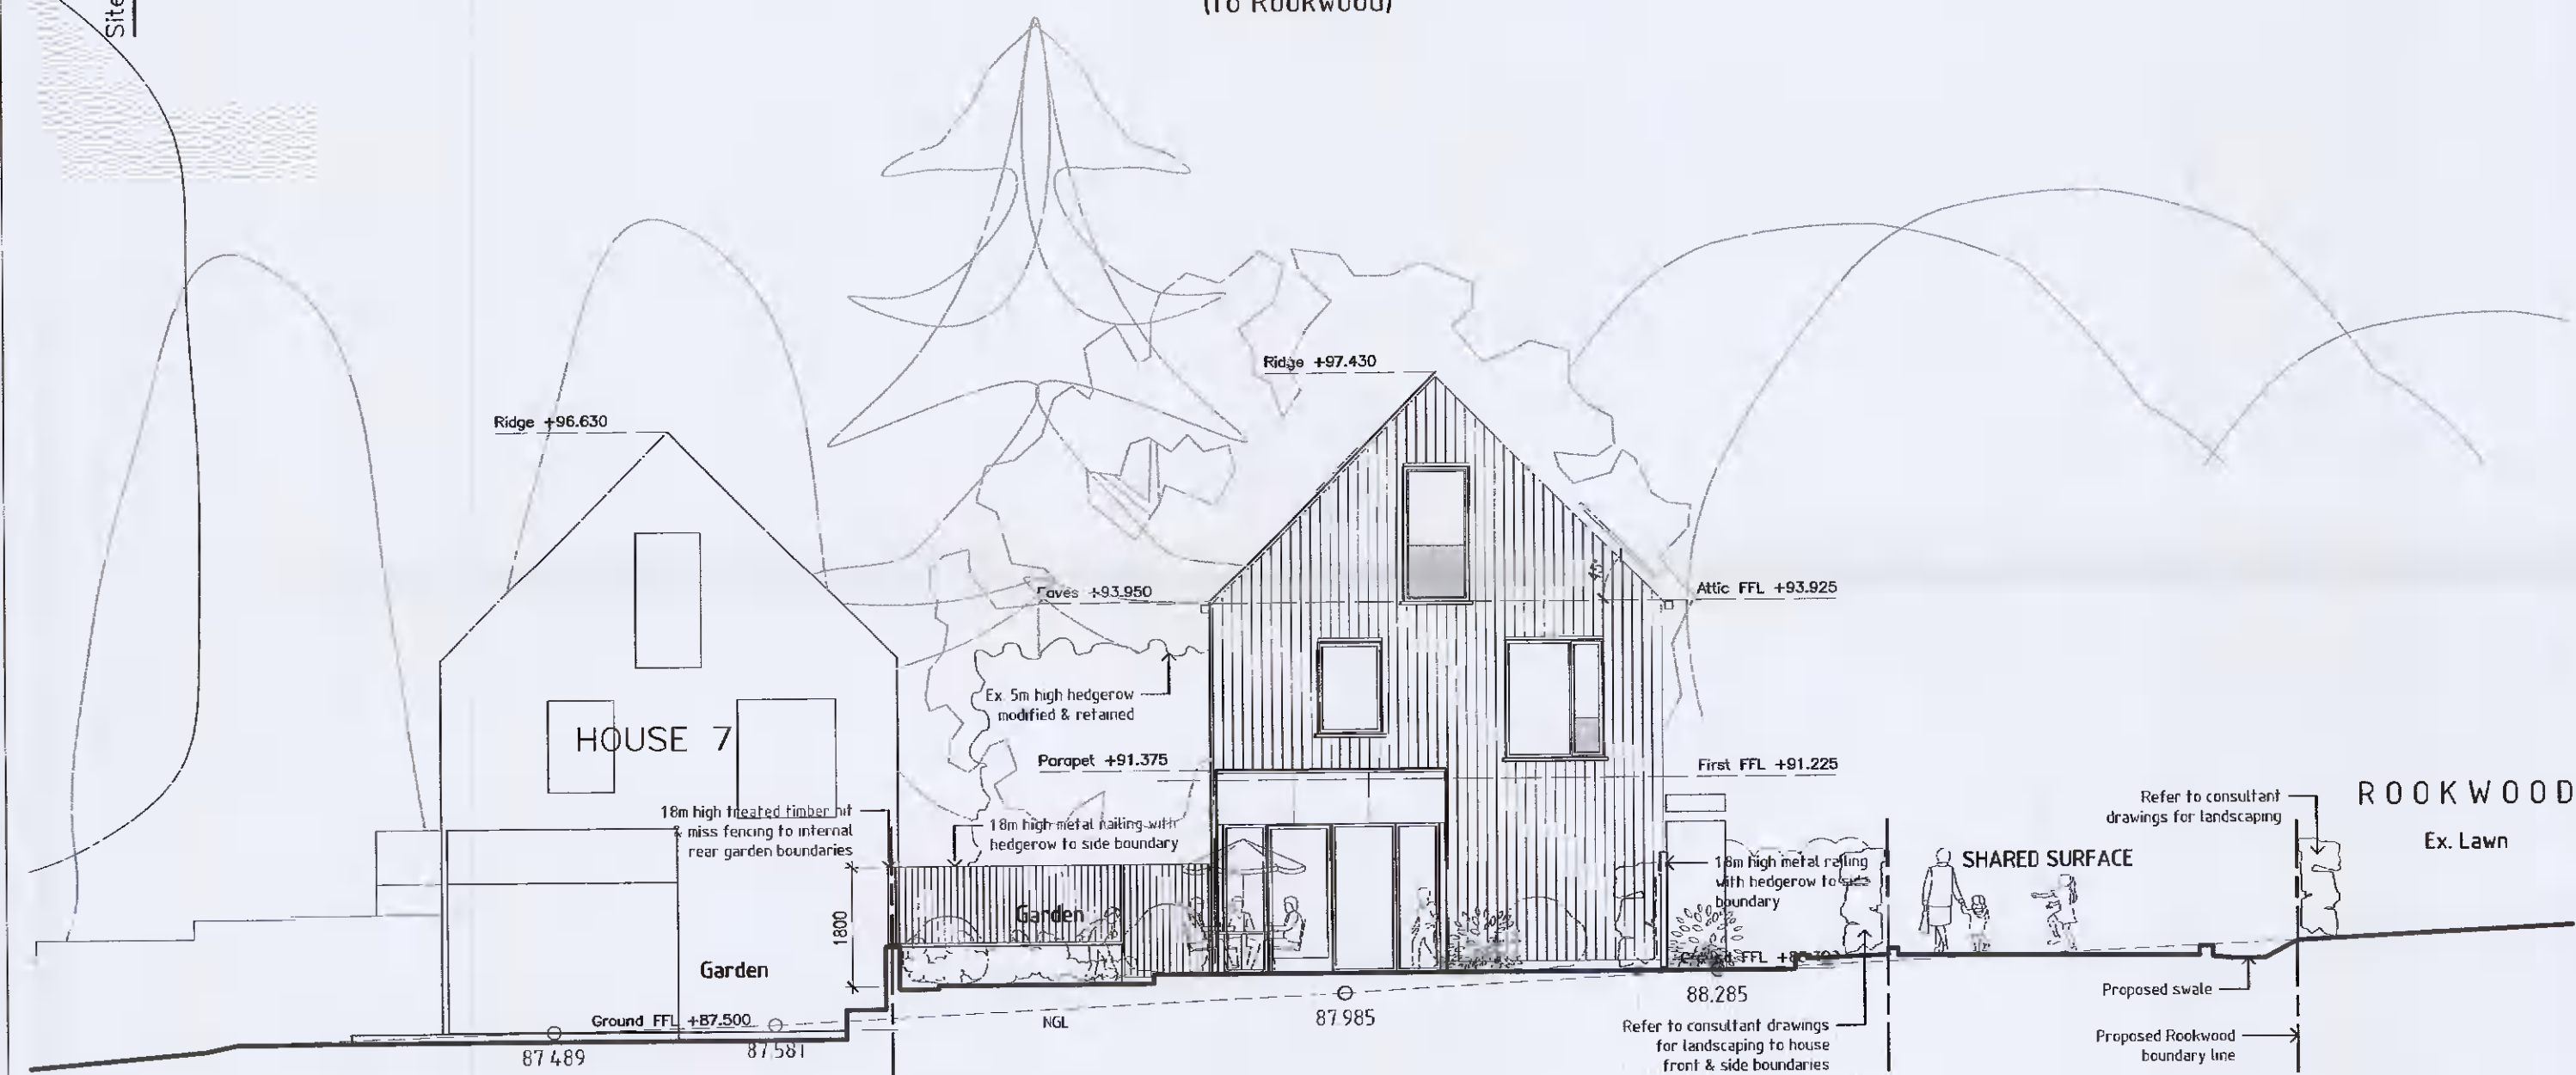 Site
(To ROOKWOOD)
Ridge +97.430
Ridge +96.630
Eaves +93.950
Attic FFL +93.925
Ex. 5m high hedgerow
modified & retained
HOUSE 7
Parapet +91.375
First FFL +91.225
ROOKWOOD
Ex. Lawn
Refer to consultant
drawings for landscaping
18m high treated timber hit
& miss fencing to internal
rear garden boundaries
18m high metal railing with
hedgerow to side boundary
18m high metal railing
with hedgerow to side
boundary
SHARED SURFACE
1800
Garden
Garden
45°
Ground FFL
88.285
Proposed swale
Ground FFL +87.500
NGL
87.985
87.489
87.581
Refer to consultant drawings
for landscaping to house
front & side boundaries
Proposed Rookwood
boundary line